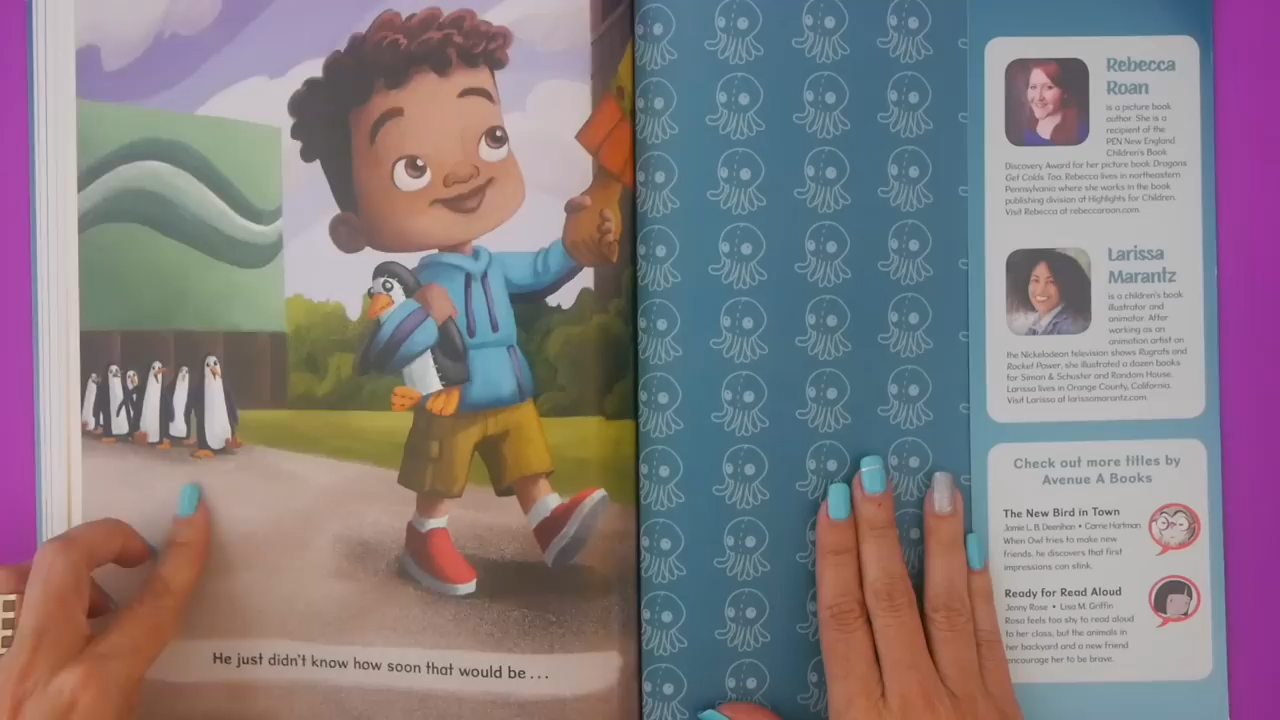 He just didn't know how soon that would be...
Rebecca
Roan
is a picture book
author. She is a
recipient of the
PEN New England
Children's Book
Discovery Award for her picture book Dragons
Get Colds Too. Rebecca lives in northeastern
Pennsylvania where she works in the book
publishing division at Highlights for Children.
Visit Rebecca at rebeccaroan.com.
Larissa
Marantz
is a children's book
illustrator and
animator. After
working as an
animation artist on
the Nickelodeon television shows Rugrats and
Rocket Power, she illustrated a dozen books
for Simon & Schuster and Random House.
Larissa lives in Orange County, California.
Visit Larissa at larissamarantz.com.
Check out more titles by
Avenue A Books
The New Bird in Town
Jamie L. B. Deenihan • Carrie Hartman
When Owl tries to make new
friends, he discovers that first
impressions can stink.
Ready for Read Aloud
Jenny Rose • Lisa M. Griffin
Rosa feels too shy to read aloud
to her class, but the animals in
her backyard and a new friend
encourage her to be brave.